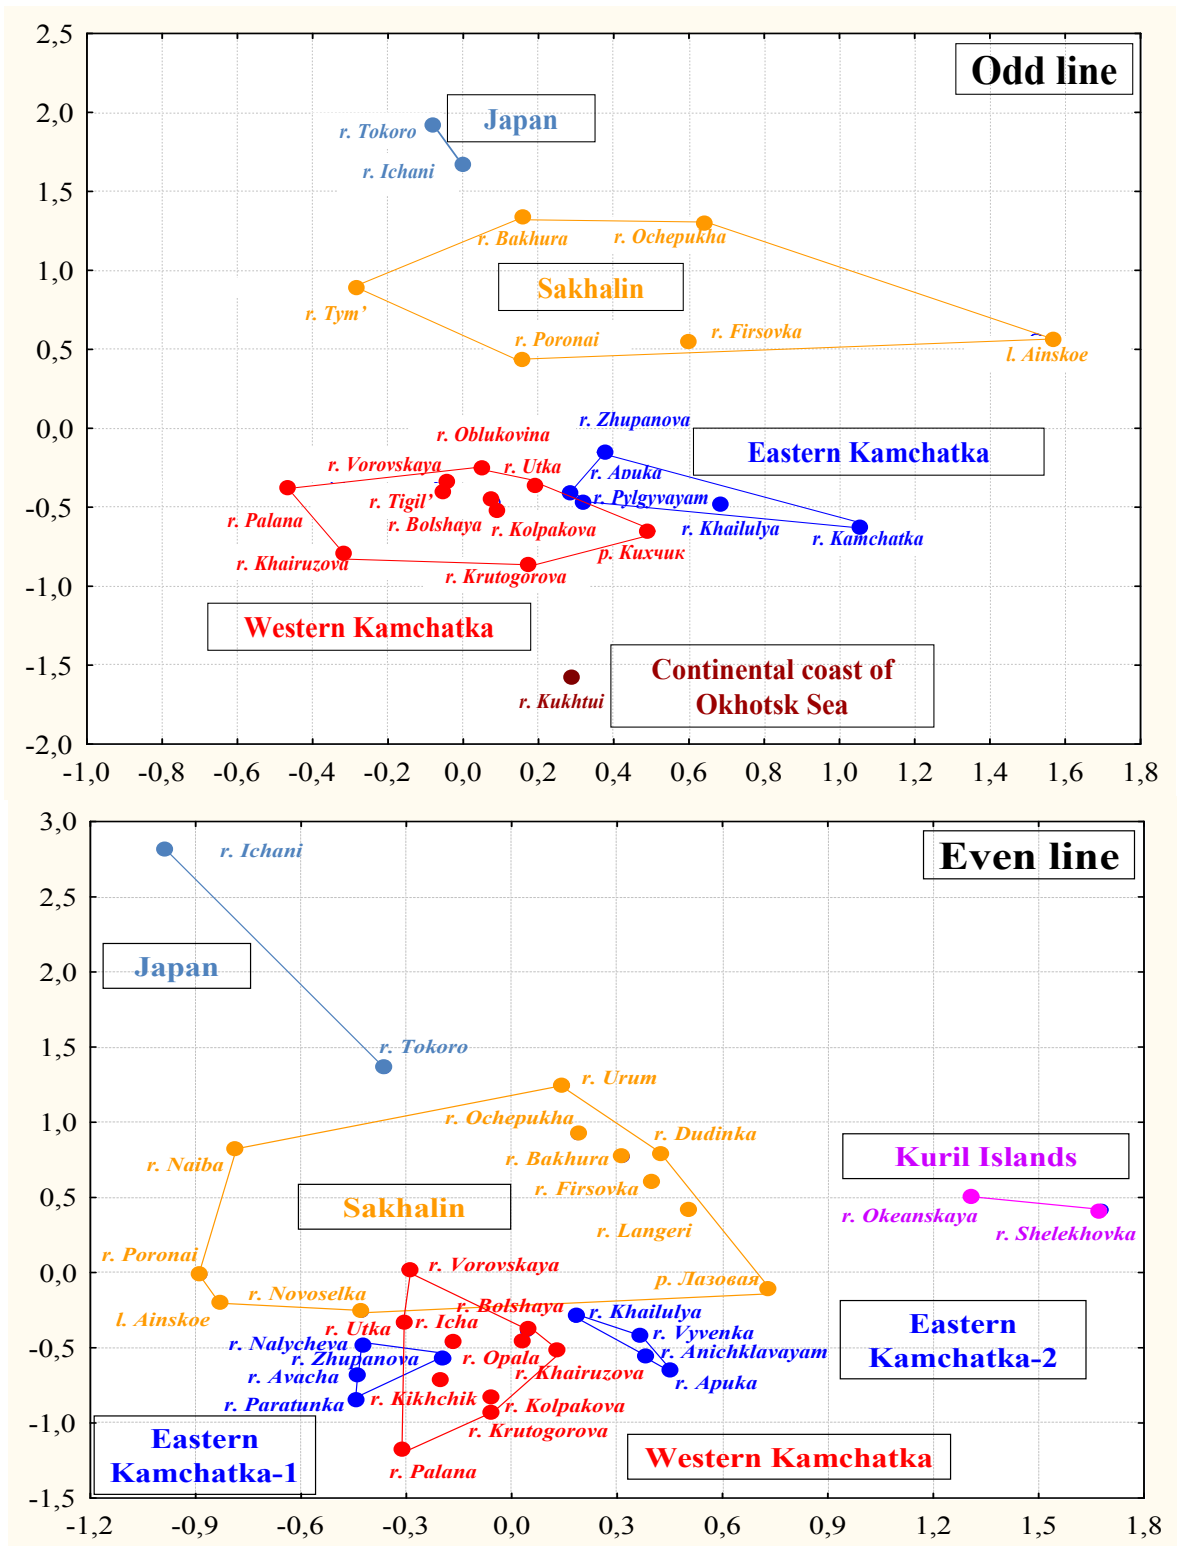 2,5
Odd line
2,0
Japan
r. Tokoro
r. Ichani
1,5
r. Bakhura
r. Ochepukha
1,0
Sakhalin
r. Tym’
r. Poronai
r. Firsovka
0,5
l. Ainskoe
0,0
r. Zhupanova
r. Oblukovina
Eastern Kamchatka
r. Vorovskaya
r. Utka
r. Apuka
r. Tigil’
r. Pylgyvayam
-0,5
r. Palana
r. Bolshaya
r. Kolpakova
r. Khailulya
r. Kamchatka
r. Khairuzova
р. Кихчик
r. Krutogorova
-1,0
Western Kamchatka
-1,5
Continental coast of
Okhotsk Sea
r. Kukhtui
-2,0
-1,0 -0,8 -0,6 -0,4 -0,2 0,0 0,2 0,4 0,6 0,8 1,0 1,2 1,4 1,6 1,8
3,0
Even line
r. Ichani
2,5
Japan
2,0
1,5
r. Tokoro
r. Urum
1,0
r. Ochepukha
r. Dudinka
r. Naiba
r. Bakhura
Kuril Islands
r. Firsovka
0,5
Sakhalin
r. Langeri
r. Okeanskaya
r. Shelekhovka
r. Poronai
r. Vorovskaya
0,0
р. Лазовая
r. Novoselka
l. Ainskoe
r. Bolshaya
r. Khailulya
r. Utka
r. Icha
r. Vyvenka
Eastern
Kamchatka-2
r. Nalycheva
r. Anichklavayam
-0,5
r. Zhupanova
r. Opala
r. Avacha
r. Khairuzova
r. Apuka
r. Paratunka
r. Kikhchik
r. Kolpakova
-1,0
r. Krutogorova
Eastern
Kamchatka-1
Western Kamchatka
r. Palana
-1,5
-1,2 -0,9 -0,6 -0,3 0,0 0,3 0,6 0,9 1,2 1,5 1,8